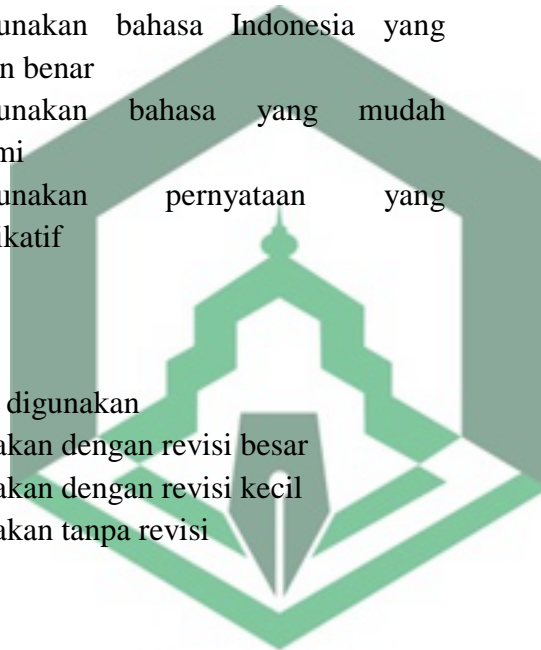 unakan bahasa Indonesia yang
n benar
unakan bahasa yang mudah
mi
unakan pernyataan yang
ikatif
digunakan
akan dengan revisi besar
akan dengan revisi kecil
akan tanpa revisi